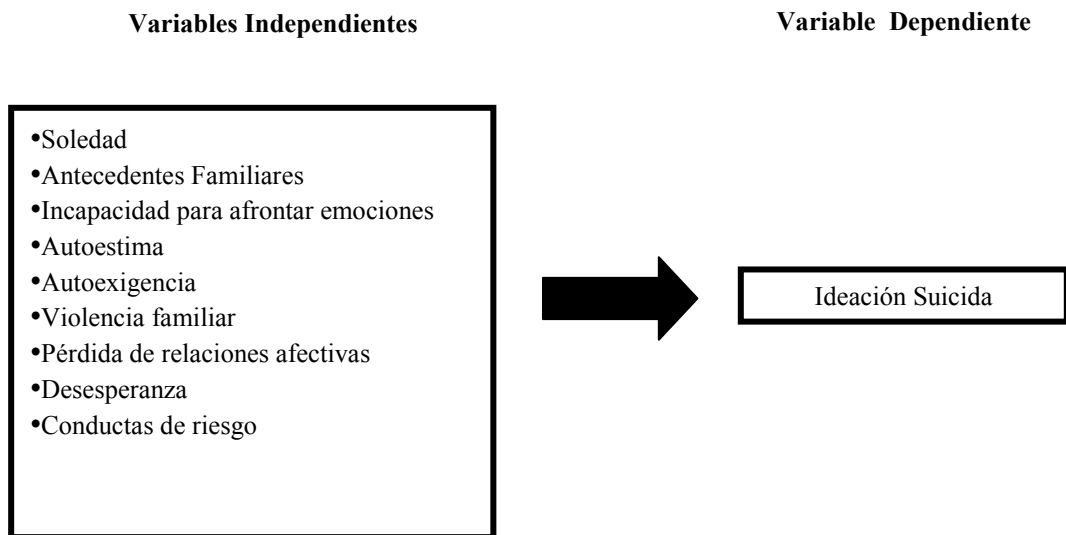 Variables Independientes
Variable Dependiente
•Soledad
•Antecedentes Familiares
•Incapacidad para afrontar emociones
•Autoestima
•Autoexigencia
•Violencia familiar
•Pérdida de relaciones afectivas
•Desesperanza
•Conductas de riesgo
Ideación Suicida